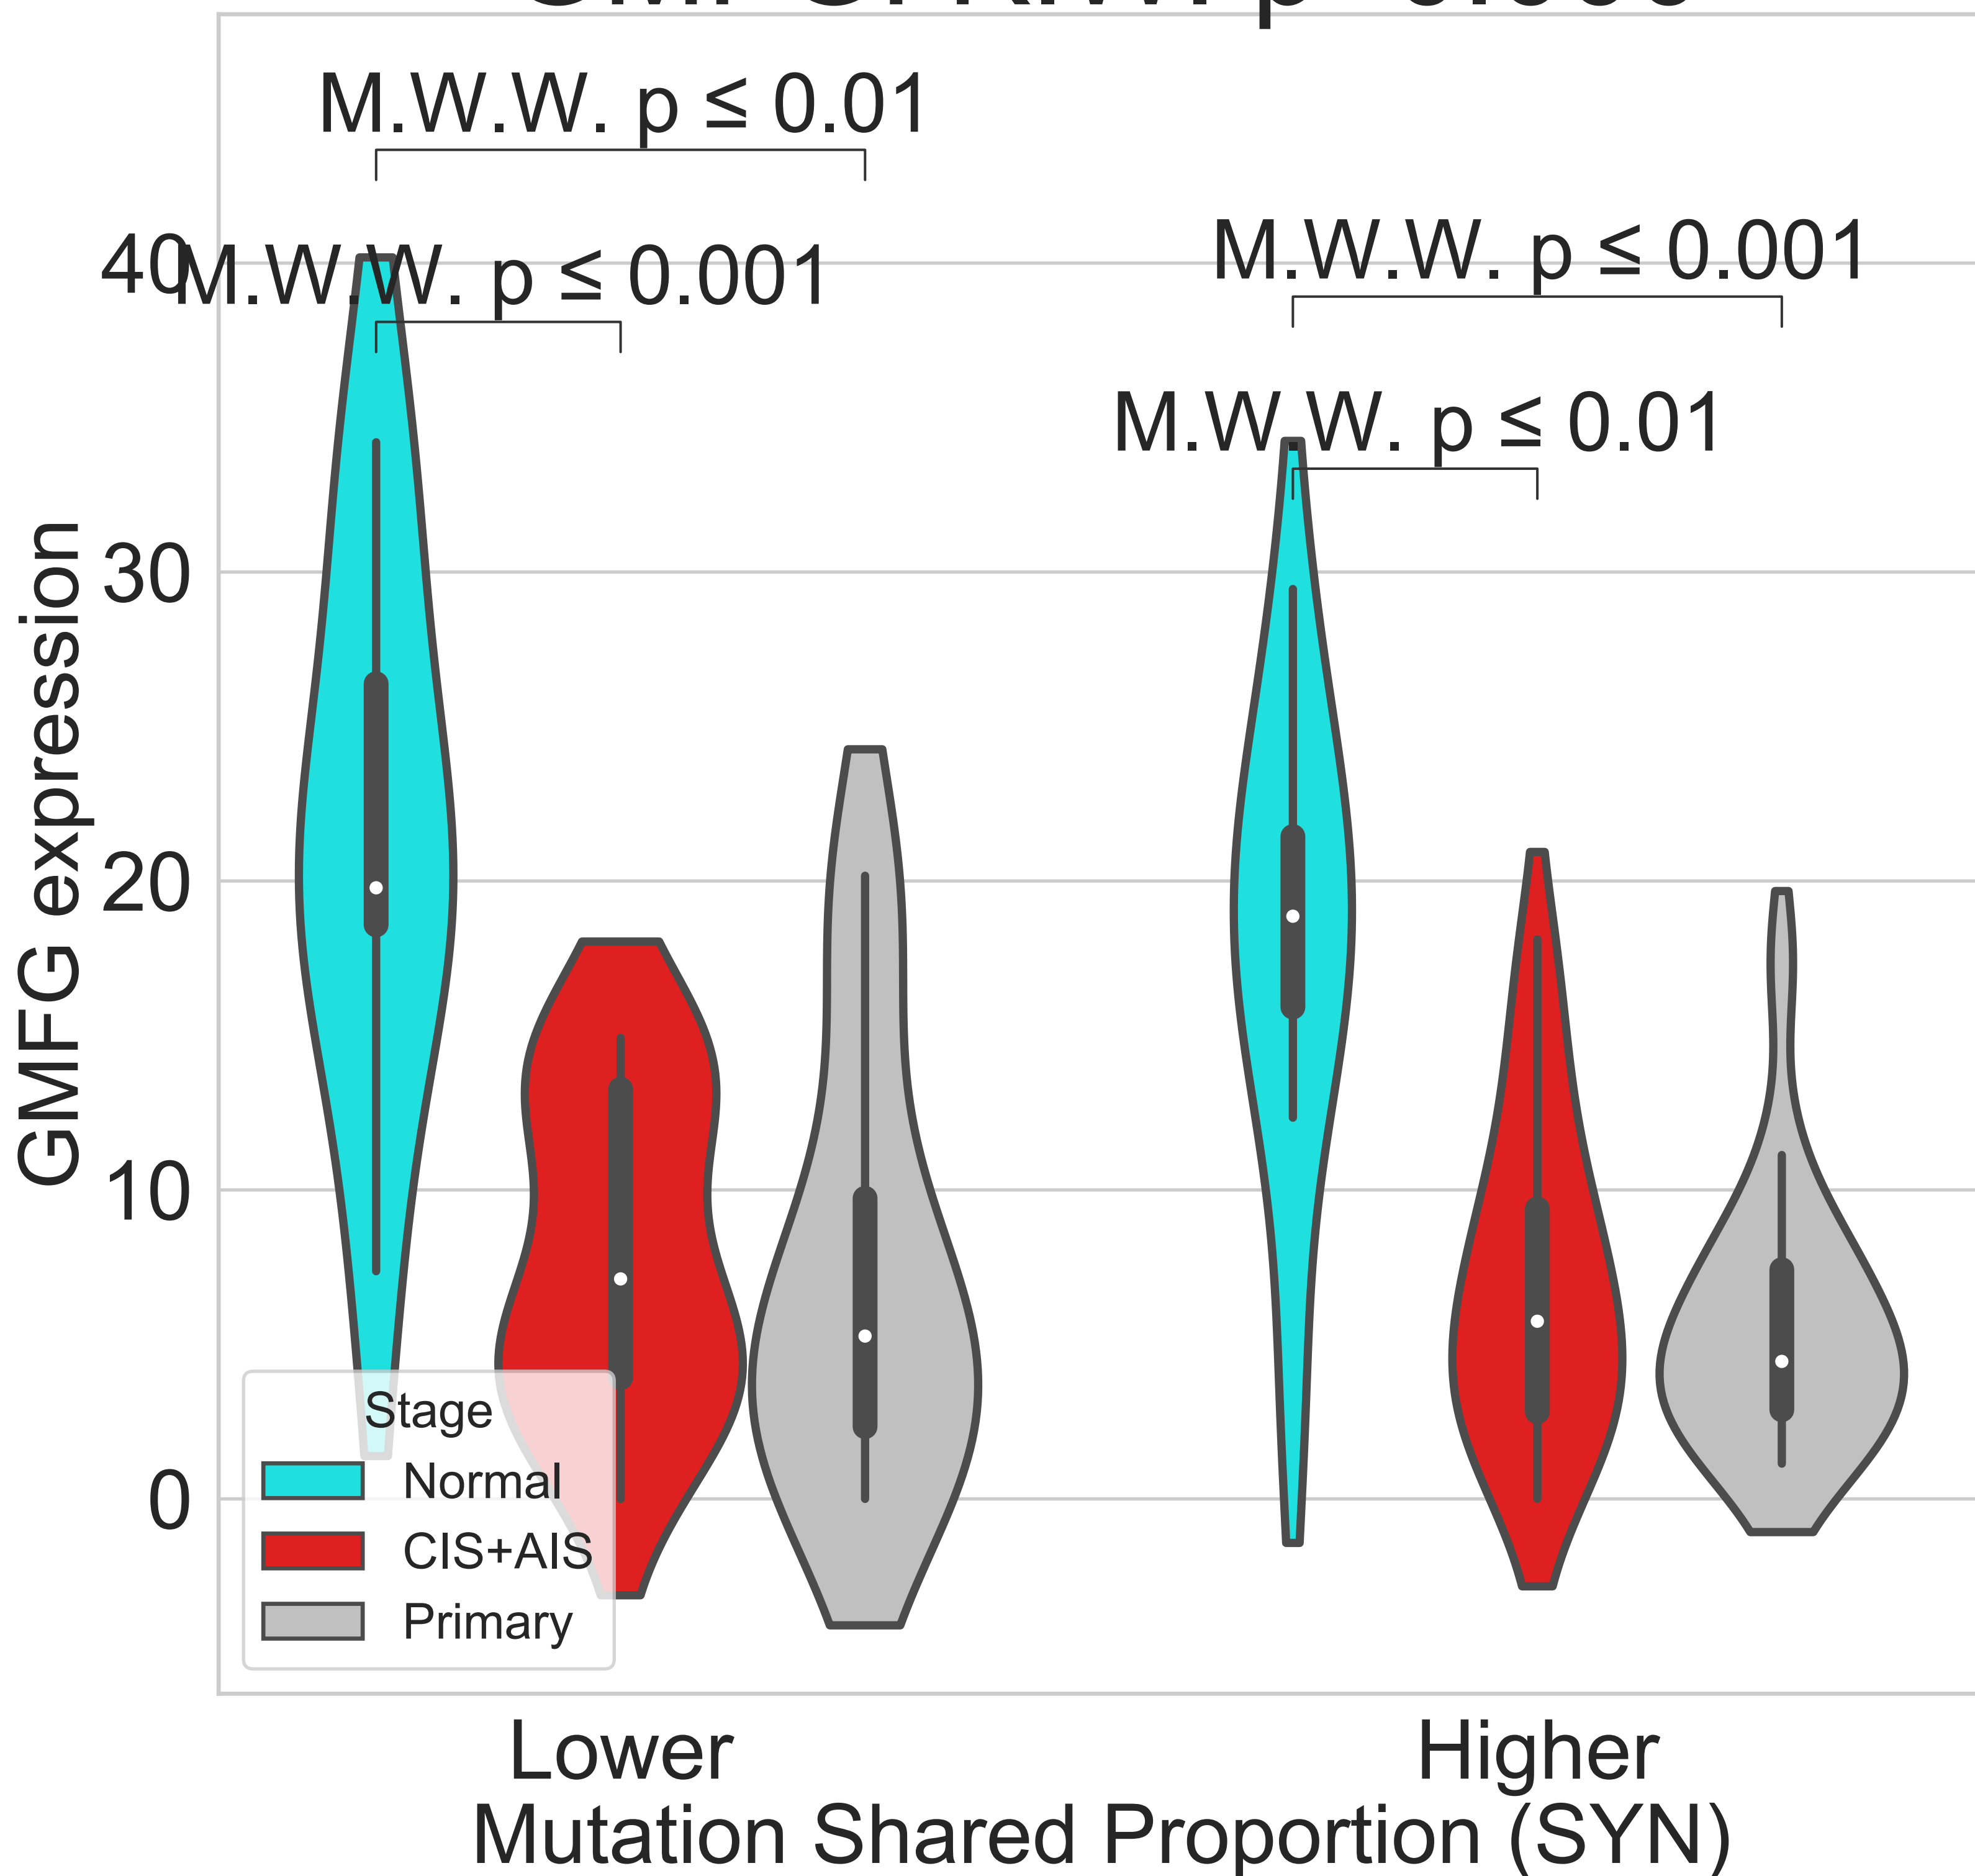 M.W.W. p ≤ 0.01
M.W.W. p ≤ 0.001
M.W.W. p ≤ 0.001
M.W.W. p ≤ 0.01
GMFG expression
40
30
20
10
0
Stage
Normal
CIS+AIS
Primary
Lower
Higher
Mutation Shared Proportion (SYN)